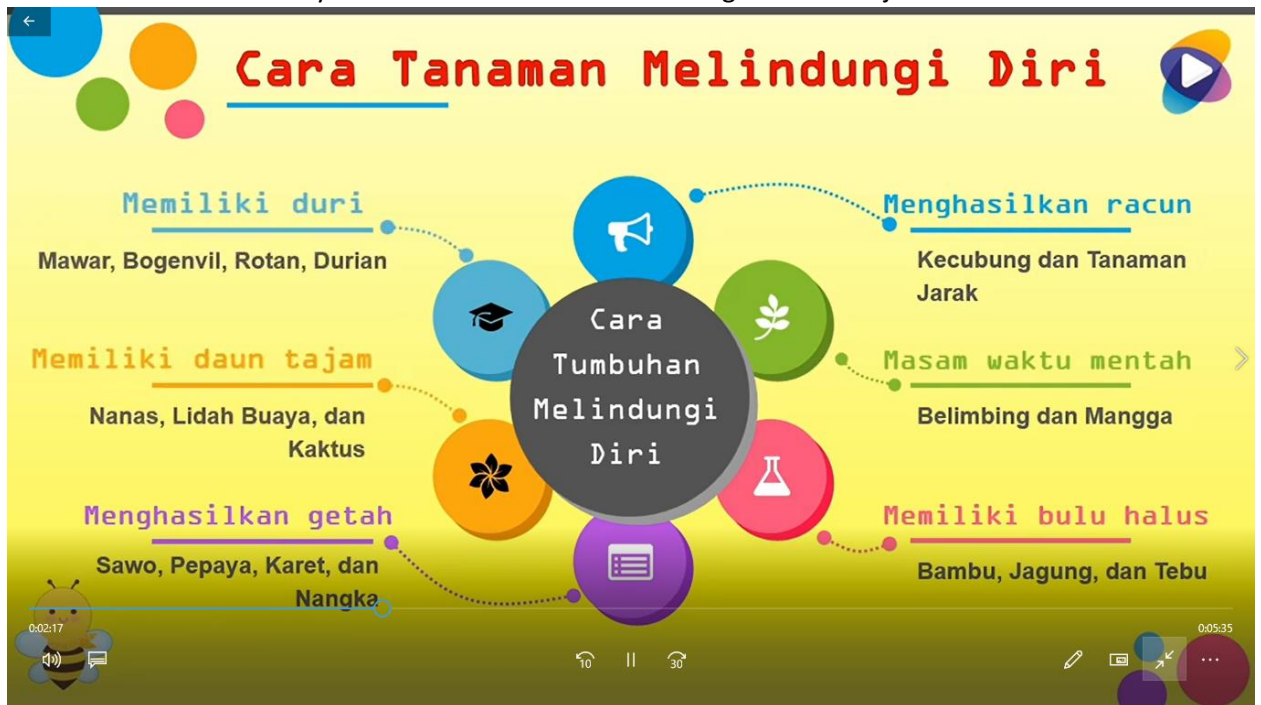 Cara Tanaman Melindungi Diri
Memiliki duri
Mawar, Bogenvil, Rotan, Durian
Memiliki daun tajam
Nanas, Lidah Buaya, dan
Kaktus
Menghasilkan getah
Sawo, Pepaya, Karet, dan
Nangka
Cara
Tumbuhan
Melindungi
Diri
Menghasilkan racun
Kecubung dan Tanaman
Jarak
Masam waktu mentah
Belimbing dan Mangga
Memiliki bulu halus
Bambu, Jagung, dan Tebu
0:02:17
0:05:35
10
30